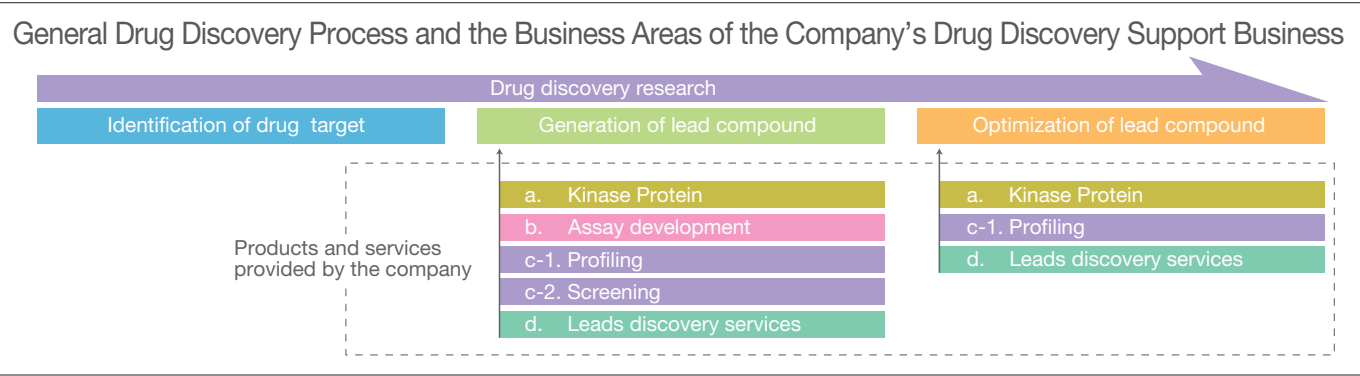 General Drug Discovery Process and the Business Areas of the Company's Drug Discovery Support Business
Drug discovery research
Identification of drug target
Generation of lead compound
Optimization of lead compound
Products and services
provided by the company
a. Kinase Protein
b. Assay development
c-1. Profiling
c-2. Screening
d. Leads discovery services
a. Kinase Protein
c-1. Profiling
d. Leads discovery services